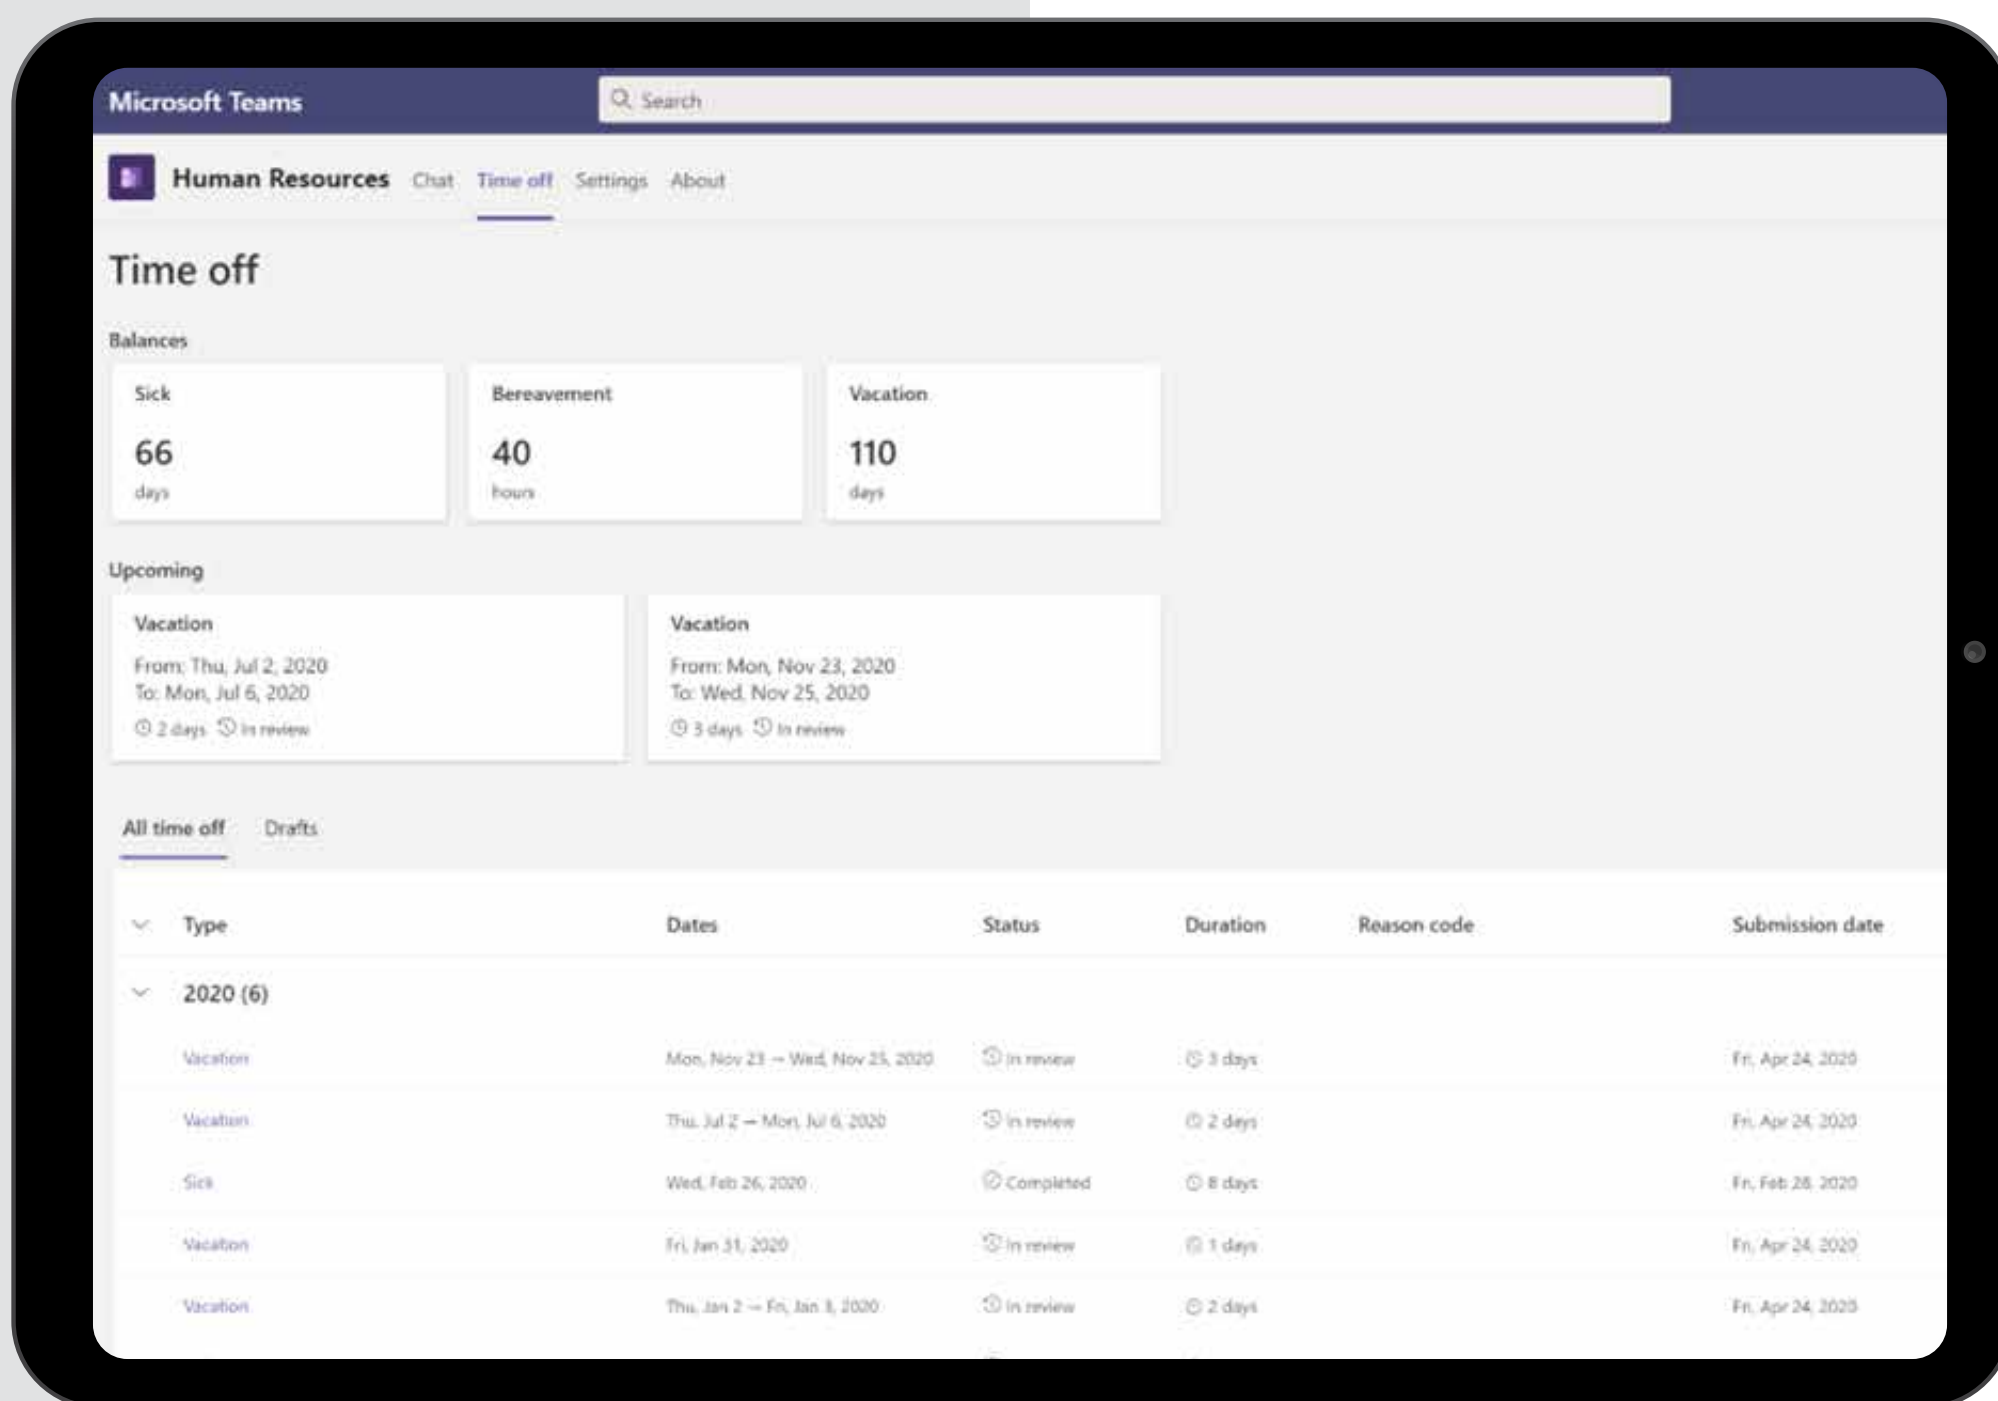 Microsoft Teams
Search
Human Resources Chat Time off Settings About
Time off
Balances
Sick Bereavement Vacation
66 40 110
days hours days
Upcoming
Vacation Vacation
From: Thu, Jul 2, 2020 From: Mon, Nov 23, 2020
To: Mon, Jul 6, 2020 To: Wed, Nov 25, 2020
2 days In review 3 days In review
All time off Drafts
Type Dates Status Duration Reason code Submission date
2020 (6)
Vacation Mon, Nov 23 – Wed, Nov 25, 2020 In review 3 days Fri, Apr 24, 2020
Vacation Thu, Jul 2 – Mon, Jul 6, 2020 In review 2 days Fri, Apr 24, 2020
Sick Wed, Feb 26, 2020 Completed 8 days Fri, Feb 28, 2020
Vacation Fri, Jan 31, 2020 In review 1 days Fri, Apr 24, 2020
Vacation Thu, Jan 2 – Fri, Jan 3, 2020 In review 2 days Fri, Apr 24, 2020